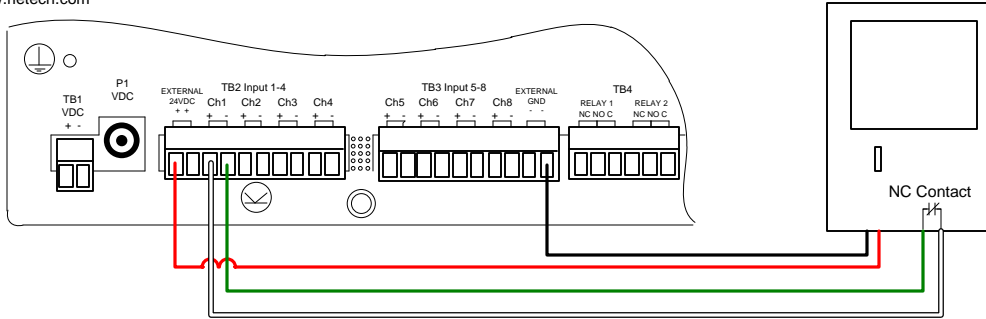 TB1
VDC
+ -
P1
VDC
EXTERNAL
24VDC
+ +
TB2 Input 1-4
Ch1 Ch2 Ch3 Ch4
+ - + - + - + -
TB3 Input 5-8
Ch5 Ch6 Ch7 Ch8
+ - + - + - + -
EXTERNAL
GND
- -
TB4
RELAY 1 RELAY 2
NC NO C NC NO C
NC Contact